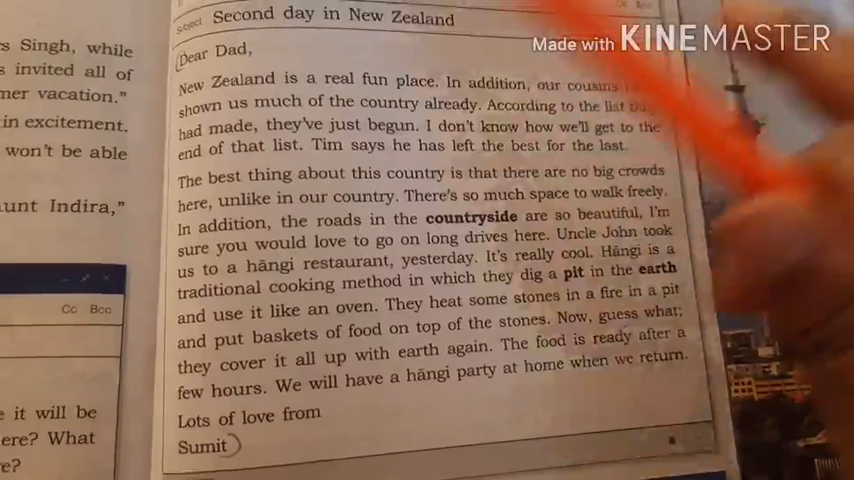 Subject Second day in New Zealand
Made with KINEMASTER
Dear Dad,
New Zealand is a real fun place. In addition, our cousins
shown us much of the country already. According to the list
had made, they've just begun. I don't know how we'll get to the
end of that list. Tim says he has left the best for the last.
The best thing about this country is that there are no big crowds
here, unlike in our country. There's so much space to walk freely.
In addition, the roads in the countryside are so beautiful, I'm
sure you would love to go on long drives here. Uncle John took
us to a hāngi restaurant, yesterday. It's really cool. Hāngi is a
traditional cooking method in which they dig a pit in the earth
and use it like an oven. They heat some stones in a fire in a pit
and put baskets of food on top of the stones. Now, guess what;
they cover it all up with earth again. The food is ready after a
few hours. We will have a hāngi party at home when we return.
Lots of love from
Sumit
Singh, while
invited all of
mer vacation."
in excitement.
won't be able
unt Indira,"
Cc Bcc
it will be
ere? What
e?